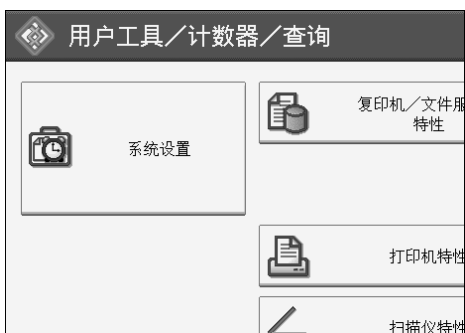 用户工具／计数器／查询
系统设置
复印机／文件服
特性
打印机特性
扫描仪特性